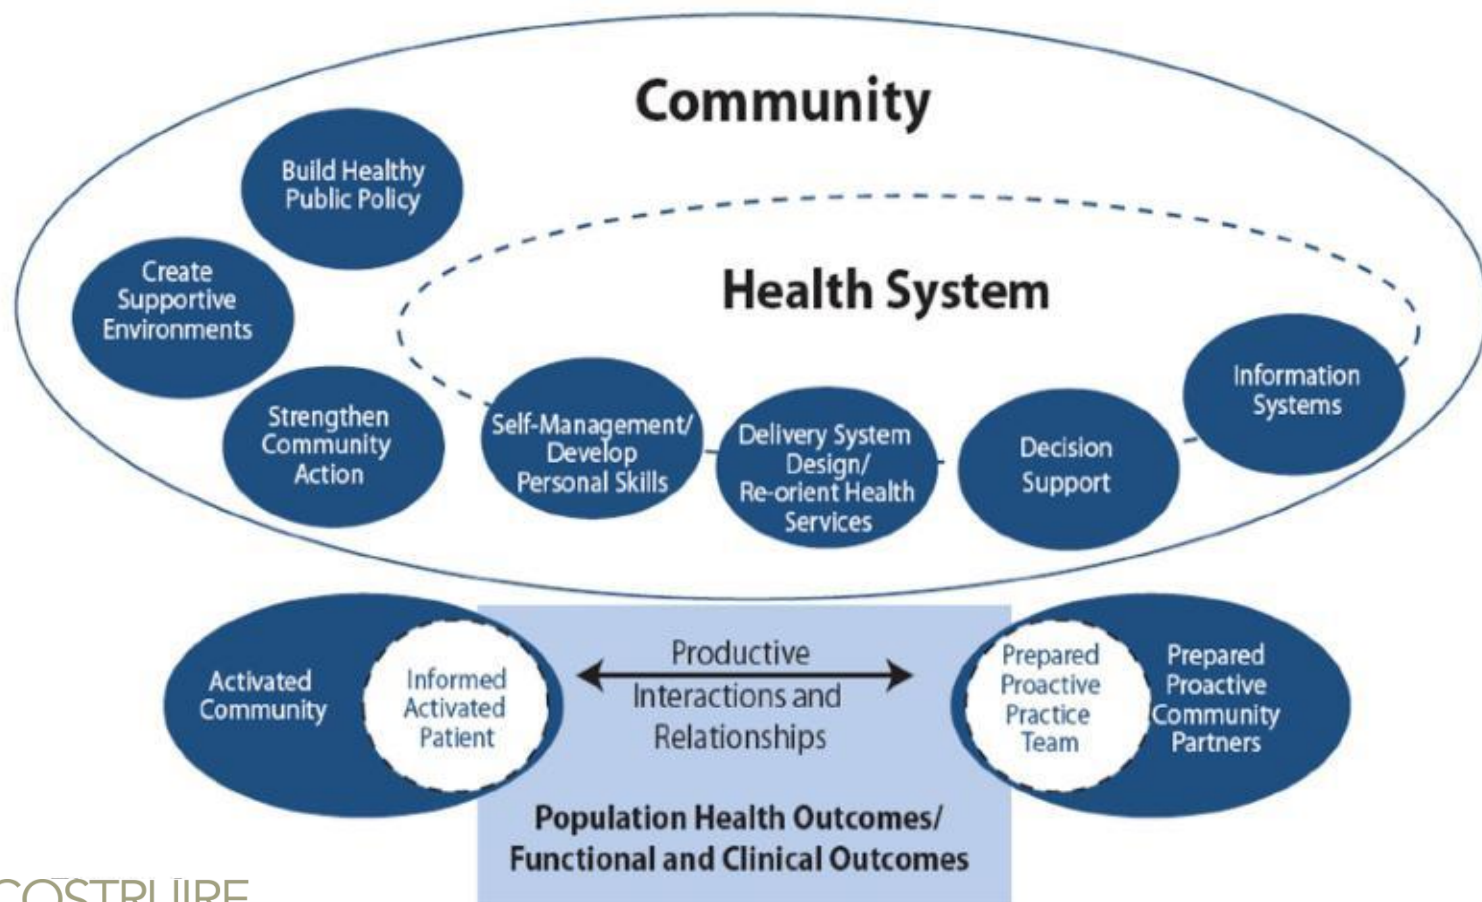 Community
Build Healthy
Public Policy
Create
Supportive
Environments
Health System
Strengthen
Community
Action
Self-Management/
Develop
Personal Skills
Delivery System
Design/
Re-orient Health
Services
Decision
Support
Information
Systems
Activated
Community
Informed
Activated
Patient
Productive
Interactions and
Relationships
Prepared
Proactive
Practice
Team
Prepared
Proactive
Community
Partners
Population Health Outcomes/
Functional and Clinical Outcomes
COSTRUIRE